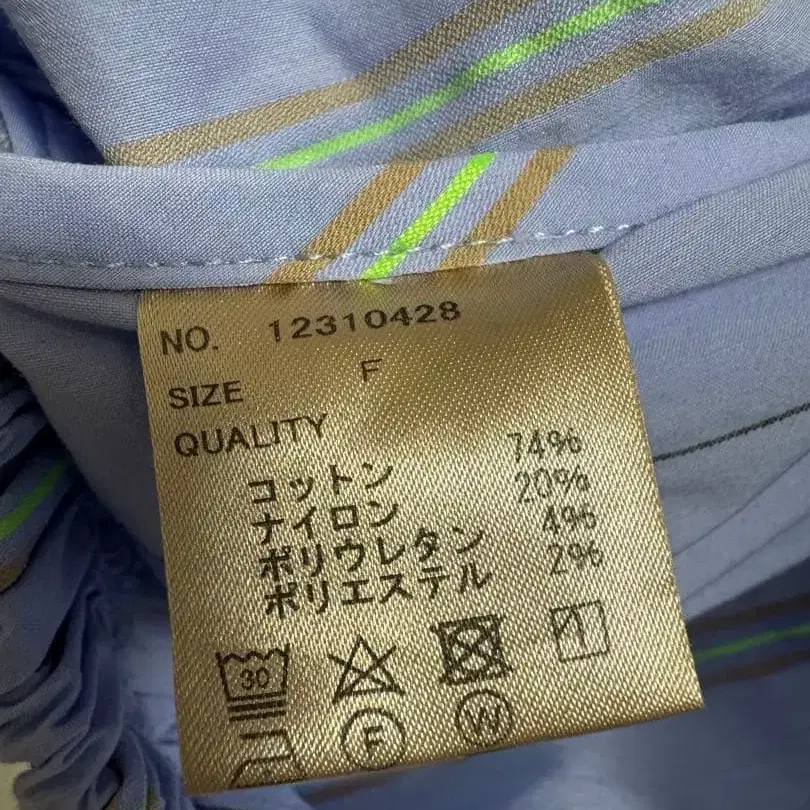 NO. 12310428
SIZE F
QUALITY
コットン 74%
ナイロン 20%
ポリウレタン 4%
ポリエステル 2%
30
F W